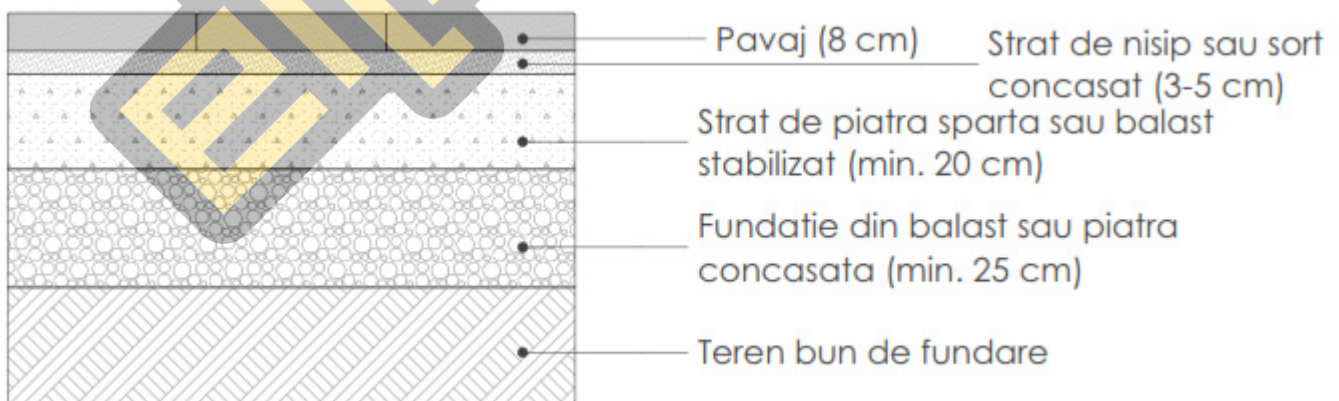 Pavaj (8 cm)
Strat de nisip sau sort
concasat (3-5 cm)
Strat de piatra sparta sau balast
stabilizat (min. 20 cm)
Fundatie din balast sau piatra
concasata (min. 25 cm)
Teren bun de fundare